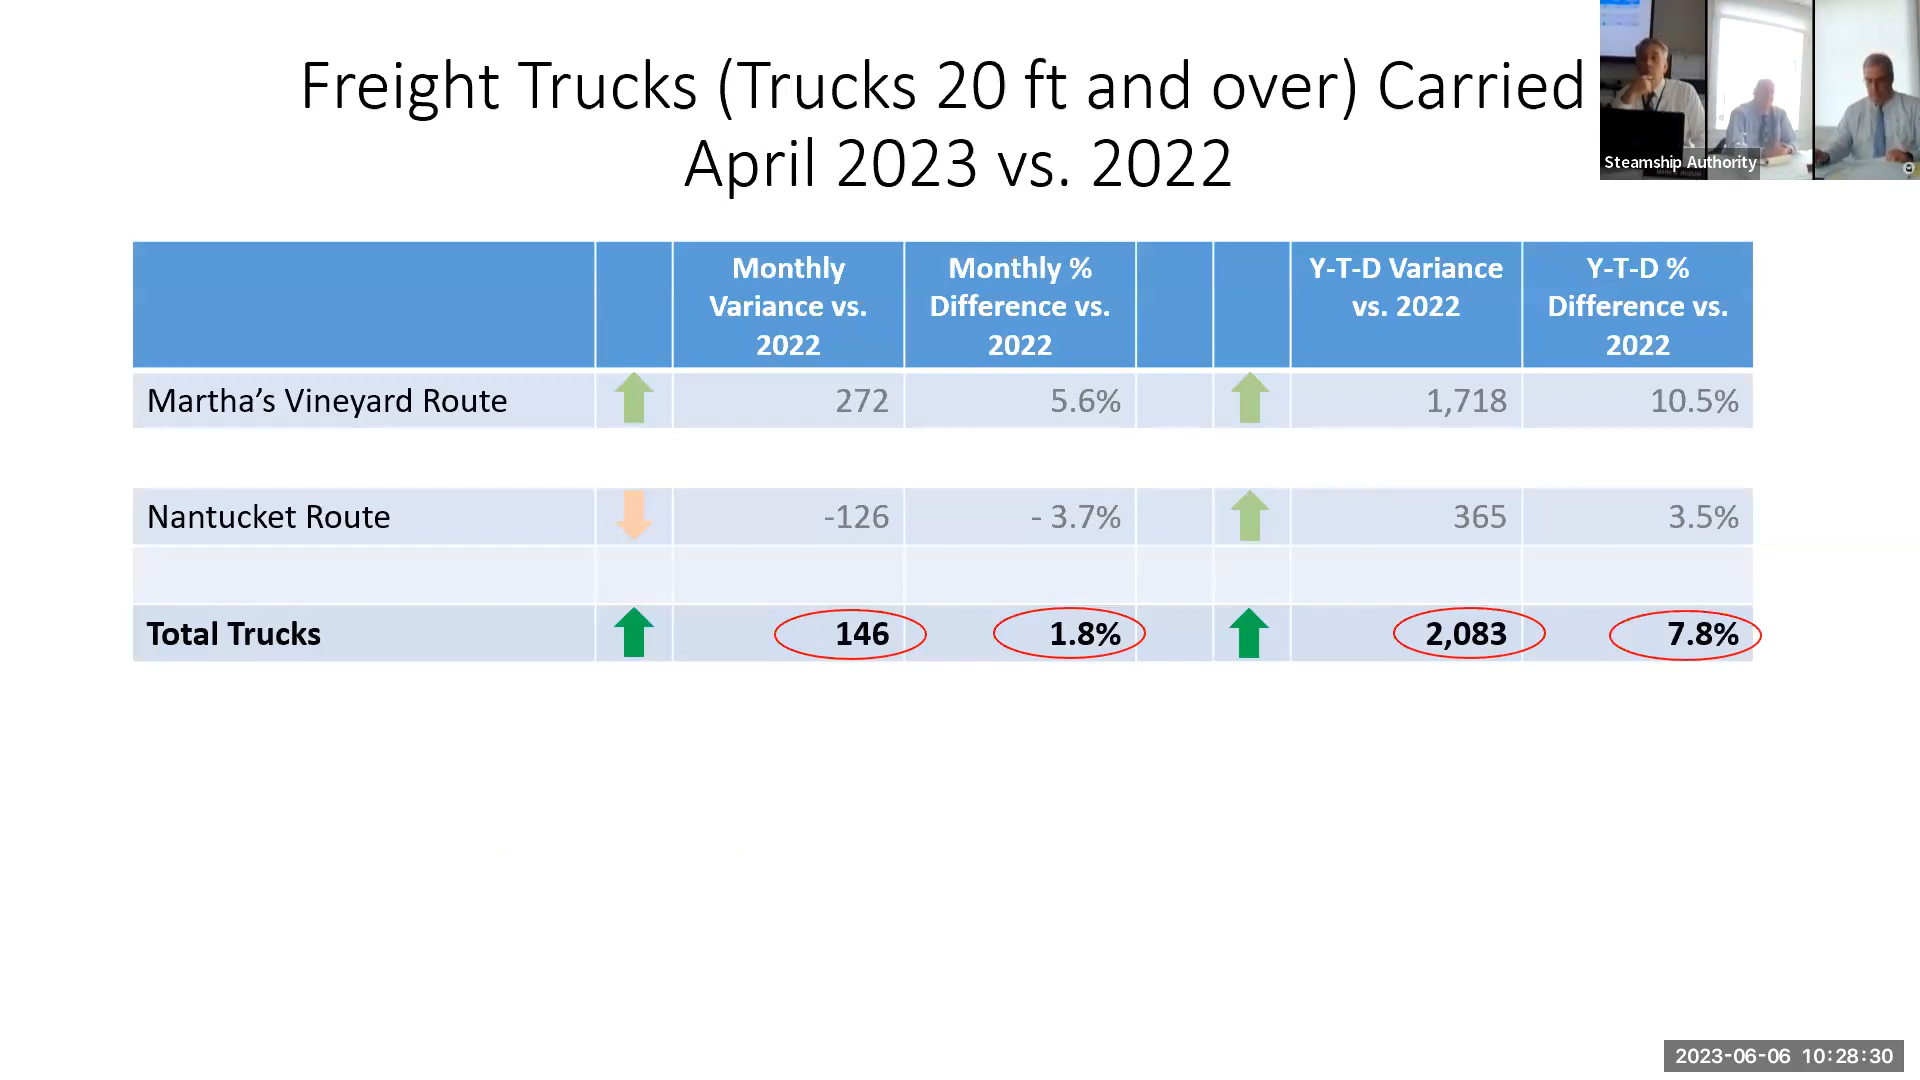 Freight Trucks (Trucks 20 ft and over) Carried
April 2023 vs. 2022
Steamship Authority
Monthly Variance vs. 2022
Monthly % Difference vs. 2022
Y-T-D Variance vs. 2022
Y-T-D % Difference vs. 2022
Martha’s Vineyard Route 272 5.6% 1,718 10.5%
Nantucket Route -126 - 3.7% 365 3.5%
Total Trucks 146 1.8% 2,083 7.8%
2023-06-06 10:28:30